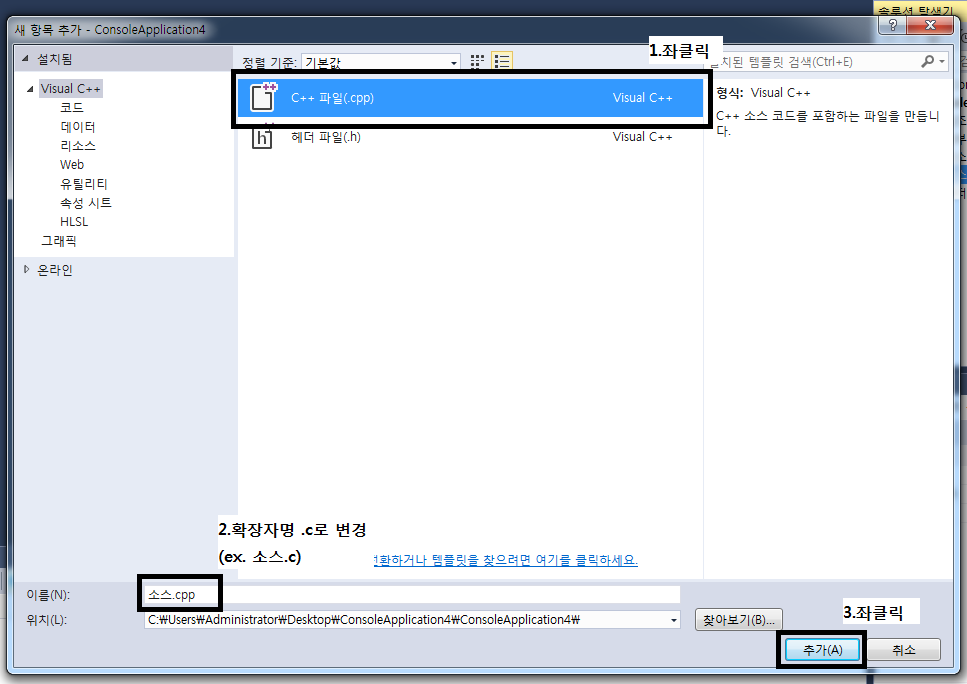 솔루션 탐색기
새 항목 추가 - ConsoleApplication4
?
설치됨
정렬 기준: 기본값
1.좌클릭
치된 템플릿 검색(Ctrl+E)
Visual C++
코드
데이터
리소스
Web
유틸리티
속성 시트
HLSL
그래픽
온라인
C++ 파일(.cpp) Visual C++
헤더 파일(.h) Visual C++
형식: Visual C++
C++ 소스 코드를 포함하는 파일을 만듭니
다.
2.확장자명 .c로 변경
(ex. 소스.c)
환하거나 템플릿을 찾으려면 여기를 클릭하세요.
이름(N): 소스.cpp
위치(L): C:₩Users₩Administrator₩Desktop₩ConsoleApplication4₩ConsoleApplication4₩
찾아보기(B)...
3.좌클릭
추가(A) 취소